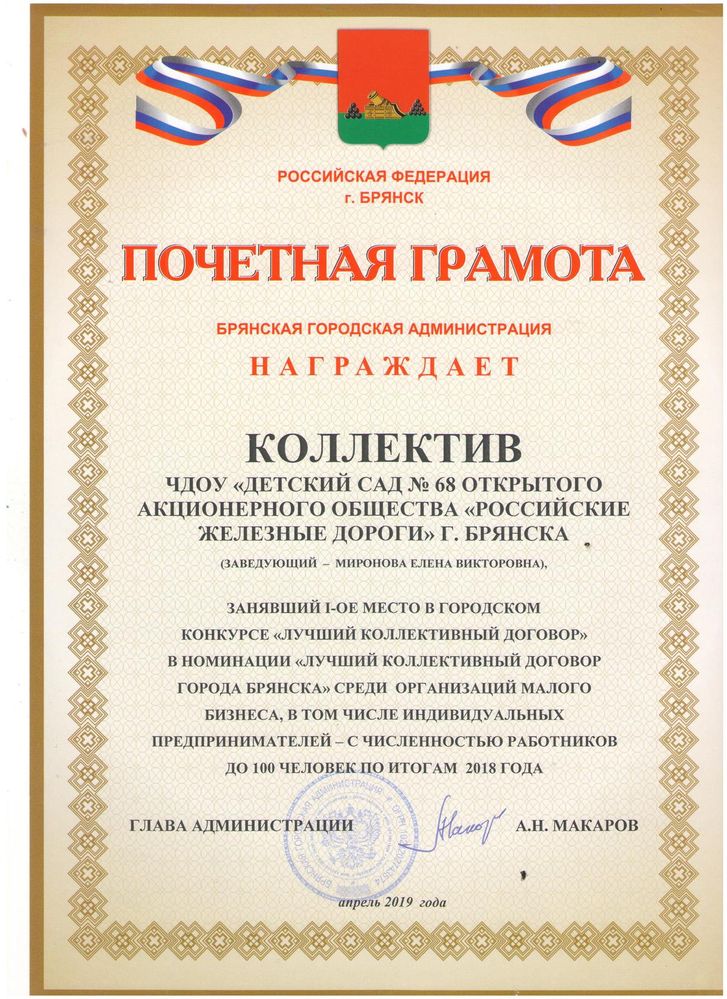 РОССИЙСКАЯ ФЕДЕРАЦИЯ
г. БРЯНСК
ПОЧЕТНАЯ ГРАМОТА
БРЯНСКАЯ ГОРОДСКАЯ АДМИНИСТРАЦИЯ
НАГРАЖДАЕТ
КОЛЛЕКТИВ
ЧДОУ «ДЕТСКИЙ САД № 68 ОТКРЫТОГО
АКЦИОНЕРНОГО ОБЩЕСТВА «РОССИЙСКИЕ
ЖЕЛЕЗНЫЕ ДОРОГИ» Г. БРЯНСКА
(ЗАВЕДУЮЩИЙ – МИРОНОВА ЕЛЕНА ВИКТОРОВНА),
ЗАНЯВШИЙ I-ОЕ МЕСТО В ГОРОДСКОМ
КОНКУРСЕ «ЛУЧШИЙ КОЛЛЕКТИВНЫЙ ДОГОВОР»
В НОМИНАЦИИ «ЛУЧШИЙ КОЛЛЕКТИВНЫЙ ДОГОВОР
ГОРОДА БРЯНСКА» СРЕДИ ОРГАНИЗАЦИЙ МАЛОГО
БИЗНЕСА, В ТОМ ЧИСЛЕ ИНДИВИДУАЛЬНЫХ
ПРЕДПРИНИМАТЕЛЕЙ – С ЧИСЛЕННОСТЬЮ РАБОТНИКОВ
ДО 100 ЧЕЛОВЕК ПО ИТОГАМ 2018 ГОДА
ГЛАВА АДМИНИСТРАЦИИ А.Н. МАКАРОВ
БРЯНСКАЯ ГОРОДСКАЯ АДМИНИСТРАЦИЯ
апрель 2019 года